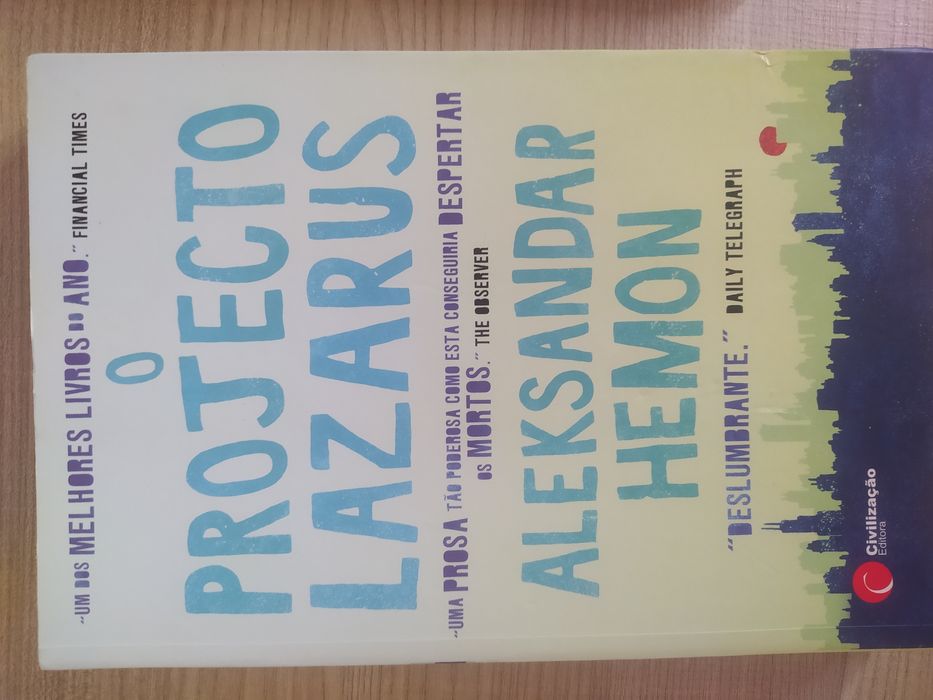 "UM DOS MELHORES LIVROS DO ANO." FINANCIAL TIMES
O
PROJECTO
LAZARUS
"UMA PROSA TÃO PODEROSA COMO ESTA CONSEGUIRIA DESPERTAR
OS MORTOS." THE OBSERVER
ALEKSANDAR
HEMON
"DESLUMBRANTE." DAILY TELEGRAPH
Civilização
Editora